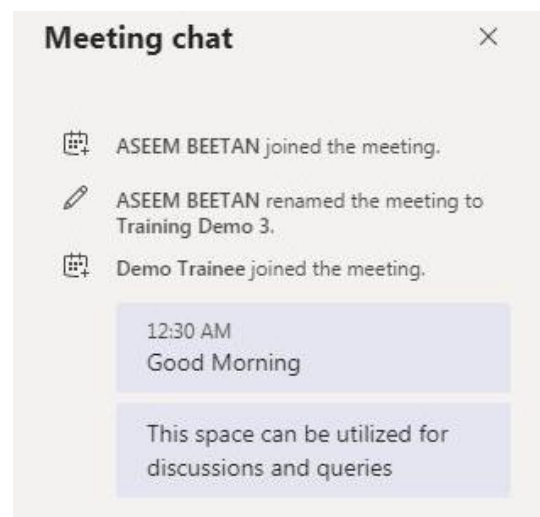 Meeting chat
ASEEM BEETAN joined the meeting.
ASEEM BEETAN renamed the meeting to
Training Demo 3.
Demo Trainee joined the meeting.
12:30 AM
Good Morning
This space can be utilized for
discussions and queries